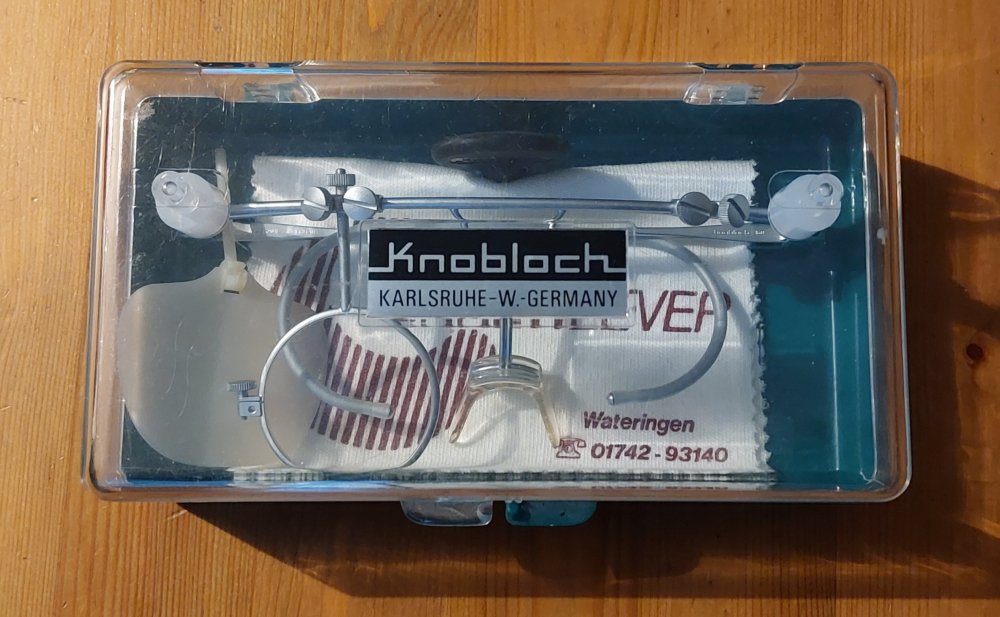 Knobloch
KARLSRUHE-W.-GERMANY
Wateringen
☎ 01742-93140